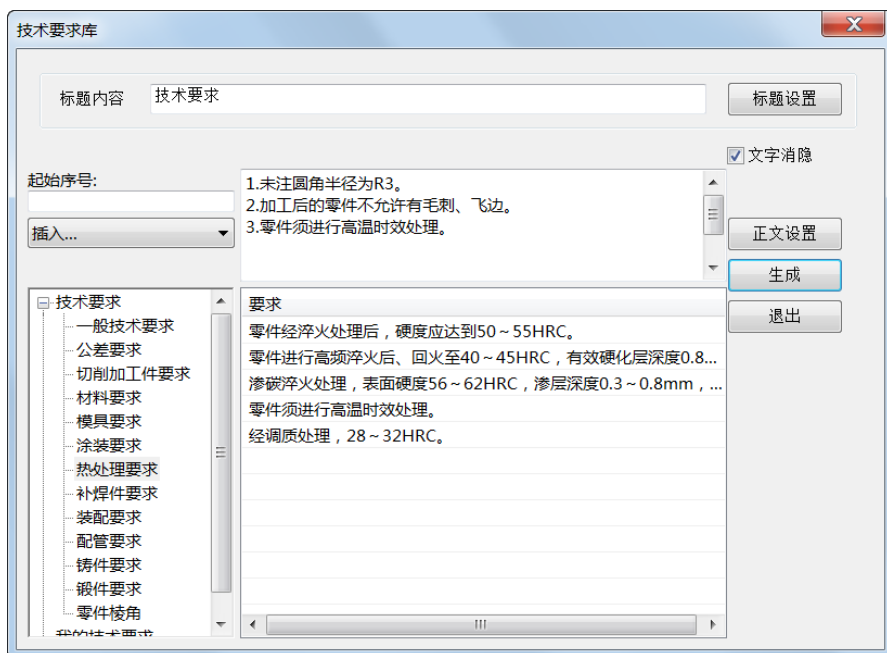 技术要求库
标题内容
技术要求
标题设置
文字消隐
起始序号:
插入...
1.未注圆角半径为R3。
2.加工后的零件不允许有毛刺、飞边。
3.零件须进行高温时效处理。
正文设置
生成
退出
技术要求
一般技术要求
公差要求
切削加工件要求
材料要求
模具要求
涂装要求
热处理要求
补焊件要求
装配要求
配管要求
铸件要求
锻件要求
零件棱角
我的技术要求
要求
零件经淬火处理后，硬度应达到50～55HRC。
零件进行高频淬火后、回火至40～45HRC，有效硬化层深度0.8...
渗碳淬火处理，表面硬度56～62HRC，渗层深度0.3～0.8mm，...
零件须进行高温时效处理。
经调质处理，28～32HRC。